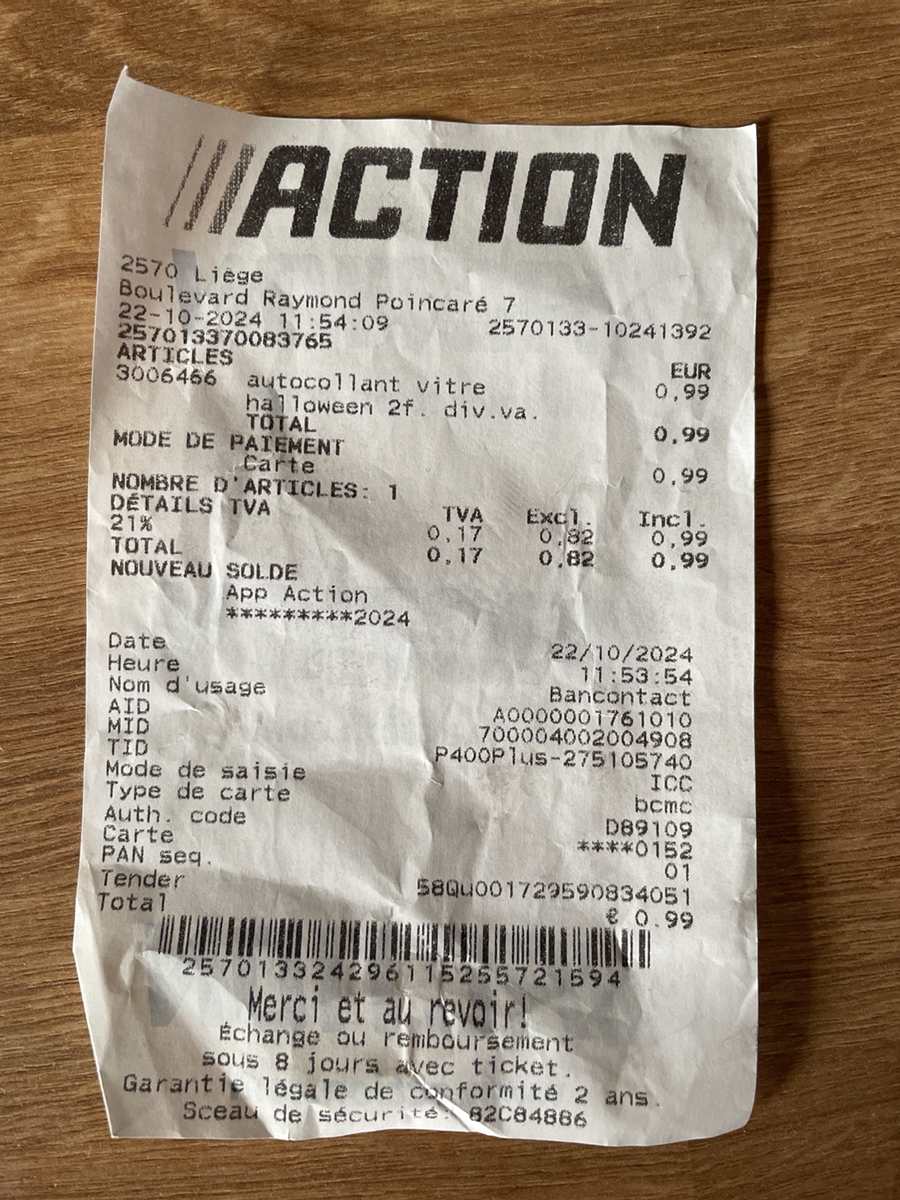 ACTION
2570 Liège
Boulevard Raymond Poincaré 7
22-10-2024 11:54:09 2570133-10241392
257013370083765
ARTICLES EUR
3006466 autocollant vitre 0,99
halloween 2f. div.va.
TOTAL 0,99
MODE DE PAIEMENT
Carte 0,99
NOMBRE D'ARTICLES: 1
DÉTAILS TVA TVA Excl. Incl.
21% 0,17 0,82 0,99
TOTAL 0,17 0,82 0,99
NOUVEAU SOLDE
App Action
*********2024
Date 22/10/2024
Heure 11:53:54
Nom d'usage Bancontact
AID A0000001761010
MID 700004002004908
TID P400Plus-275105740
Mode de saisie ICC
Type de carte bcmc
Auth. code D89109
Carte ****0152
PAN seq. 01
Tender 58Qu001729590834051
Total € 0.99
257013324296115255721594
Merci et au revoir!
Échange ou remboursement
sous 8 jours avec ticket.
Garantie légale de conformité 2 ans.
Sceau de sécurité: 82C84886